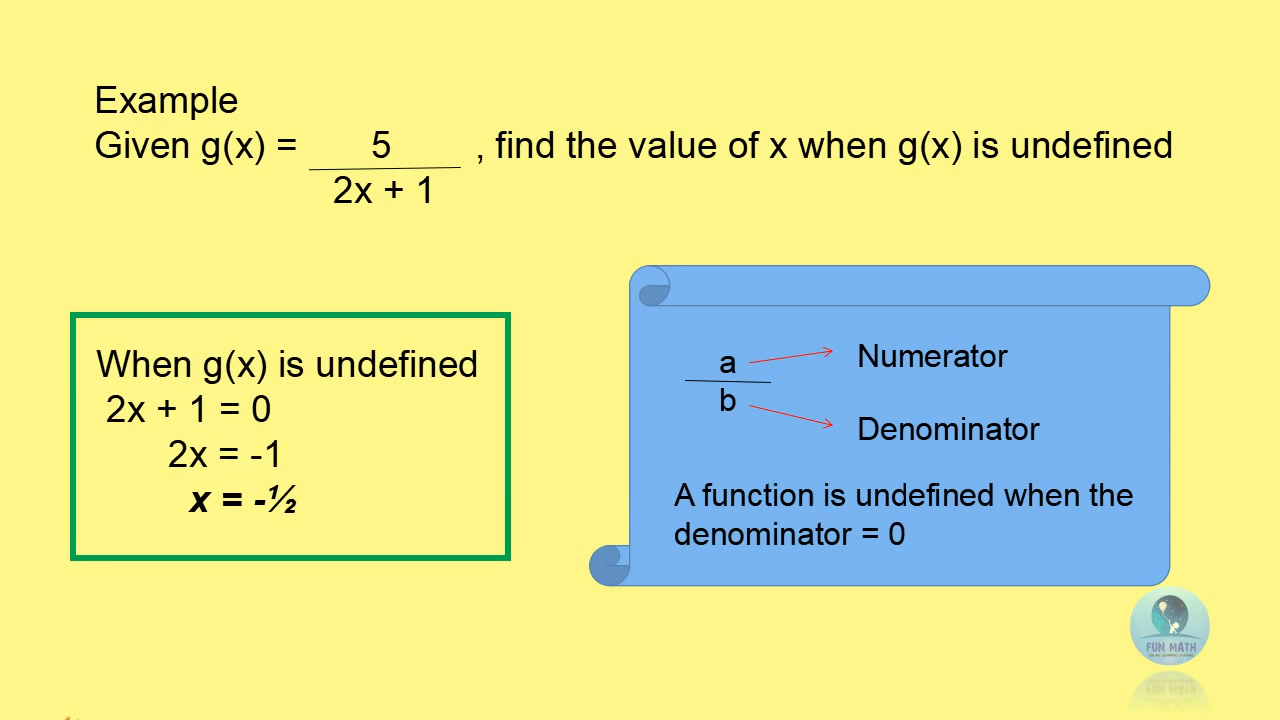 Example
Given g(x) = 5 , find the value of x when g(x) is undefined
2x + 1
When g(x) is undefined
2x + 1 = 0
2x = -1
x = -½
a Numerator
b Denominator
A function is undefined when the
denominator = 0
FUN MATH